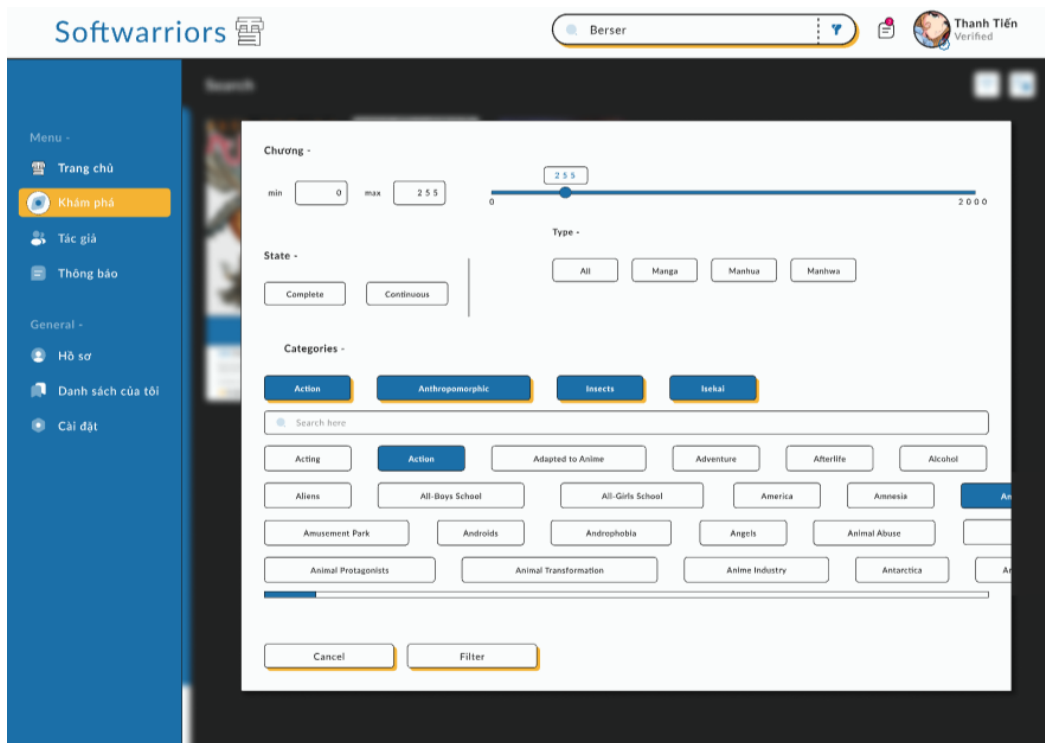 Softwarriors
Berser
Thanh Tiến
Verified
Search
Menu -
Trang chủ
Khám phá
Tác giả
Thông báo
General -
Hồ sơ
Danh sách của tôi
Cài đặt
Chương -
min 0 max 255
255
0 2000
State -
Complete Continuous
Type -
All Manga Manhua Manhwa
Categories -
Action Anthropomorphic Insects Isekai
Search here
Acting Action Adapted to Anime Adventure Afterlife Alcohol
Aliens All-Boys School All-Girls School America Amnesia An
Amusement Park Androids Androphobia Angels Animal Abuse
Animal Protagonists Animal Transformation Anime Industry Antarctica
Cancel Filter